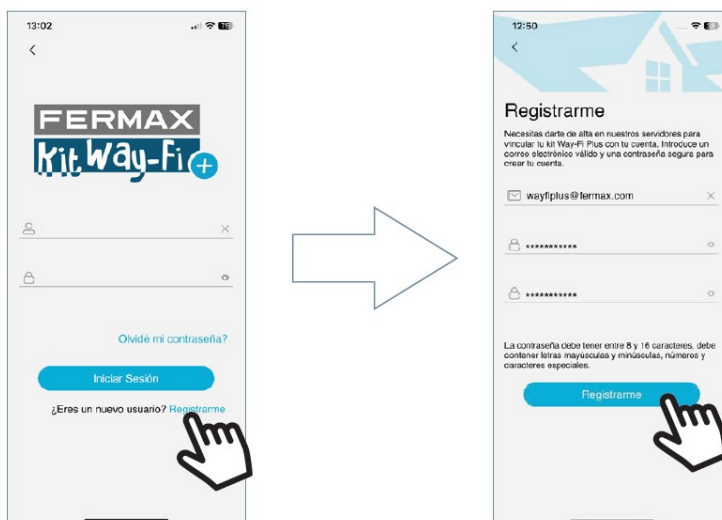 13:02
FERMAX
Kit Way-Fi +
Olvidé mi contraseña?
Iniciar Sesión
¿Eres un nuevo usuario? Registrarme
12:50
Registrarme
Necesitas darte de alta en nuestros servidores para
vincular tu kit Way-Fi Plus con tu cuenta. Introduce un
correo electrónico válido y una contraseña segura para
crear tu cuenta.
wayfiplus@fermax.com
***********
***********
La contraseña debe tener entre 8 y 16 caracteres, debe
contener letras mayúsculas y minúsculas, números y
caracteres especiales.
Registrarme